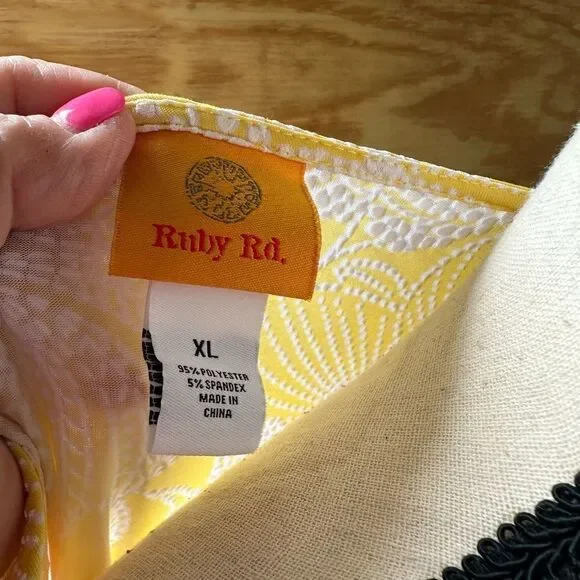 Ruby Rd.
XL
95% POLYESTER
5% SPANDEX
MADE IN
CHINA